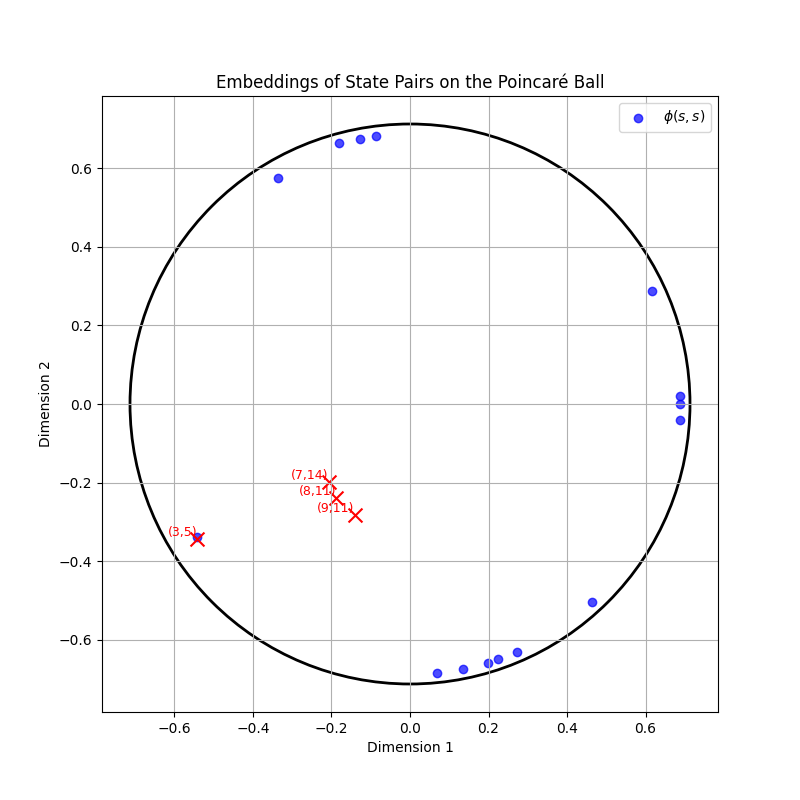 Embeddings of State Pairs on the Poincaré Ball
ϕ(s, s)
0.6
0.4
0.2
0.0
−0.2
−0.4
−0.6
Dimension 2
(7,14)
(8,11)
(9,11)
(3,5)
−0.6 −0.4 −0.2 0.0 0.2 0.4 0.6
Dimension 1